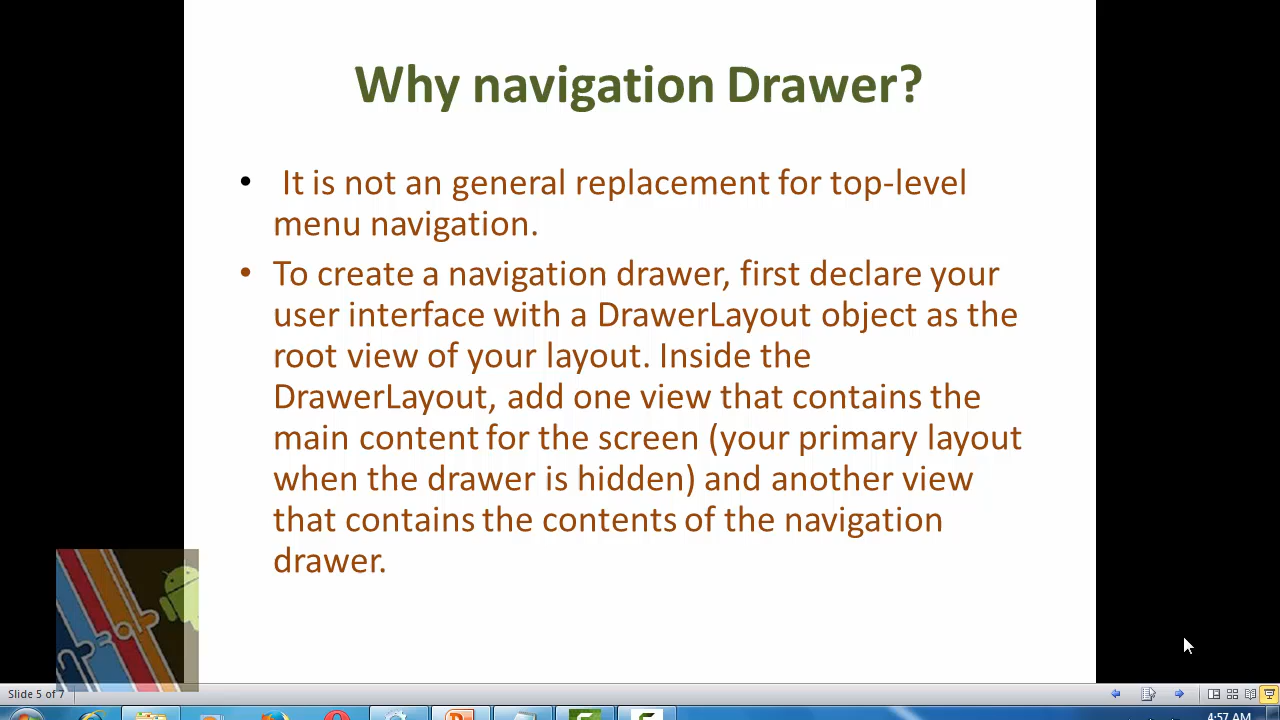 Why navigation Drawer?
• It is not an general replacement for top-level
menu navigation.
• To create a navigation drawer, first declare your
user interface with a DrawerLayout object as the
root view of your layout. Inside the
DrawerLayout, add one view that contains the
main content for the screen (your primary layout
when the drawer is hidden) and another view
that contains the contents of the navigation
drawer.
Slide 5 of 7
4:57 AM